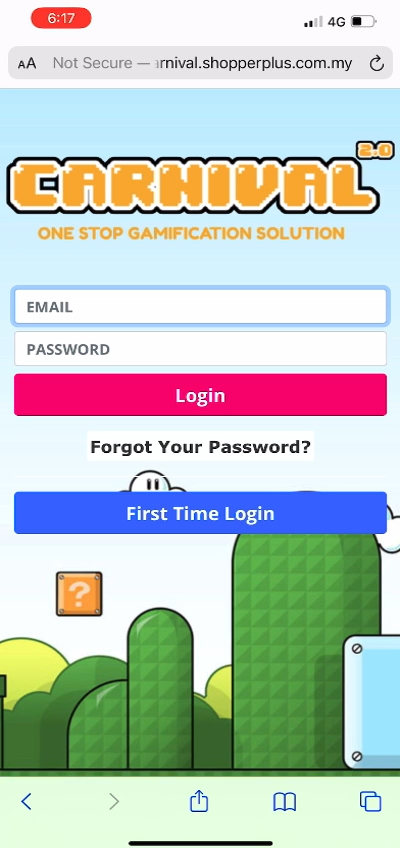 6:17
4G
AA Not Secure — arnival.shopperplus.com.my
2.0
CARNIVAL
ONE STOP GAMIFICATION SOLUTION
EMAIL
PASSWORD
Login
Forgot Your Password?
First Time Login
?